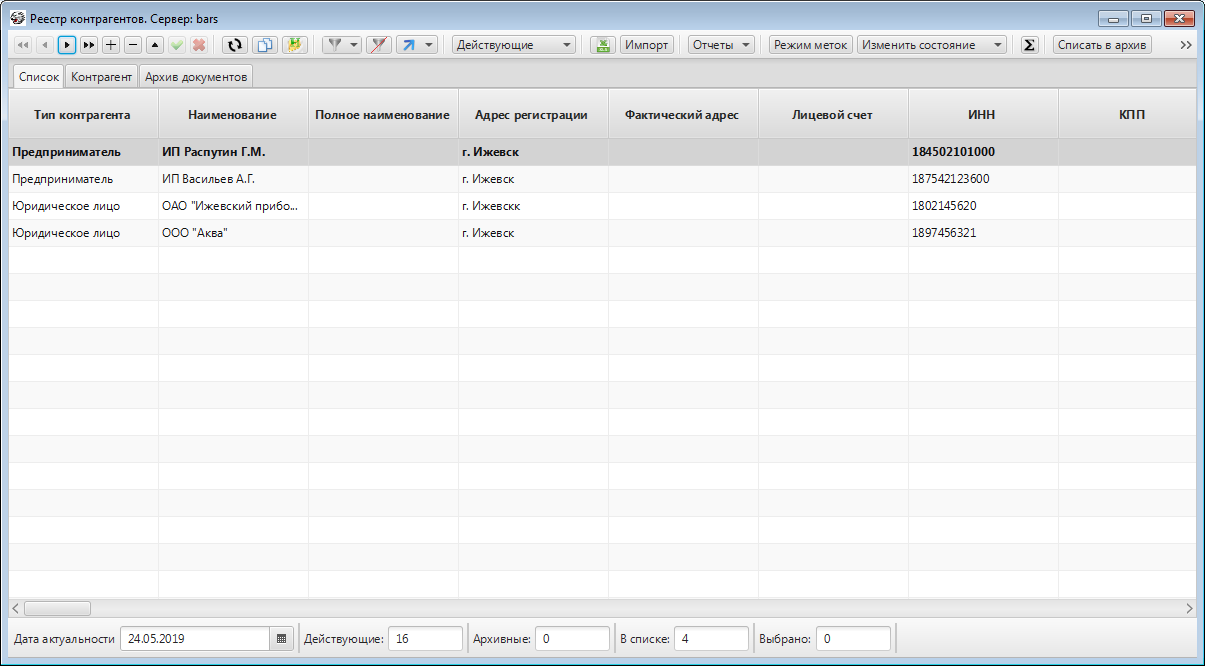 Реестр контрагентов. Сервер: bars
Действующие Импорт Отчеты Режим меток Изменить состояние Σ Списать в архив
Список Контрагент Архив документов
Тип контрагента Наименование Полное наименование Адрес регистрации Фактический адрес Лицевой счет ИНН КПП
Предприниматель ИП Распутин Г.М. г. Ижевск 184502101000
Предприниматель ИП Васильев А.Г. г. Ижевск 187542123600
Юридическое лицо ОАО "Ижевский прибо... г. Ижевскк 1802145620
Юридическое лицо ООО "Аква" г. Ижевск 1897456321
Дата актуальности 24.05.2019 Действующие: 16 Архивные: 0 В списке: 4 Выбрано: 0